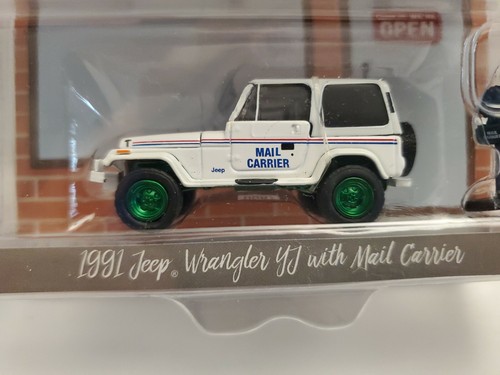 OPEN
MAIL
CARRIER
Jeep
1991 Jeep® Wrangler YJ with Mail Carrier